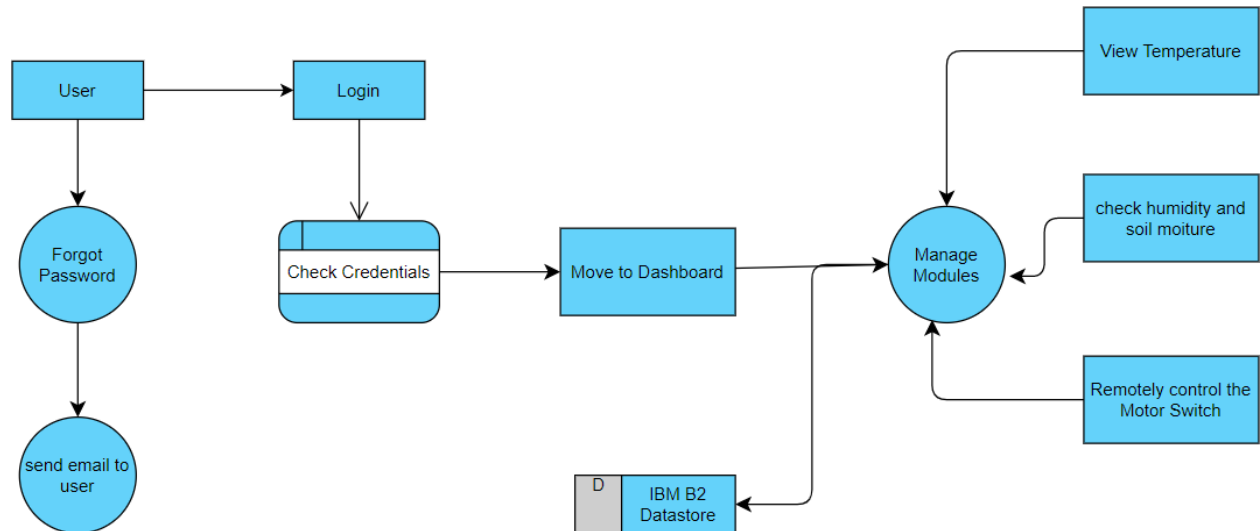 User
Login
View Temperature
Forgot
Password
Check Credentials
Move to Dashboard
Manage
Modules
check humidity and
soil moiture
Remotely control the
Motor Switch
send email to
user
D
IBM B2
Datastore